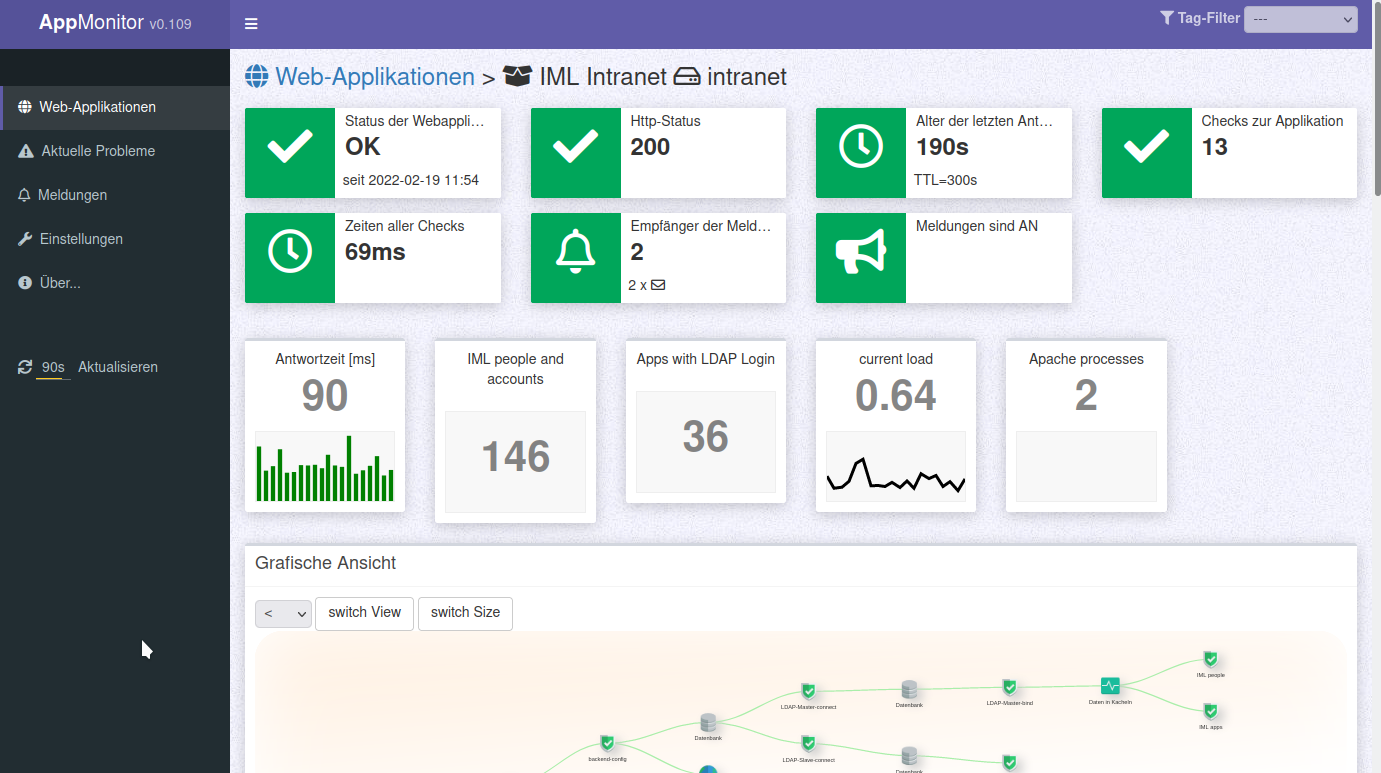 AppMonitor v0.109
Tag-Filter ---
Web-Applikationen > IML Intranet intranet
Web-Applikationen
Aktuelle Probleme
Meldungen
Einstellungen
Über...
90s Aktualisieren
Status der Webappli…
OK
seit 2022-02-19 11:54
Http-Status
200
Alter der letzten Ant…
190s
TTL=300s
Checks zur Applikation
13
Zeiten aller Checks
69ms
Empfänger der Meld…
2
2 x
Meldungen sind AN
Antwortzeit [ms]
90
IML people and
accounts
146
Apps with LDAP Login
36
current load
0.64
Apache processes
2
Grafische Ansicht
< switch View switch Size
IML people
LDAP-Master-connect
Datenbank
LDAP-Master-bind
Daten in Kacheln
IML apps
Datenbank
backend-config
LDAP-Slave-connect
Datenbank